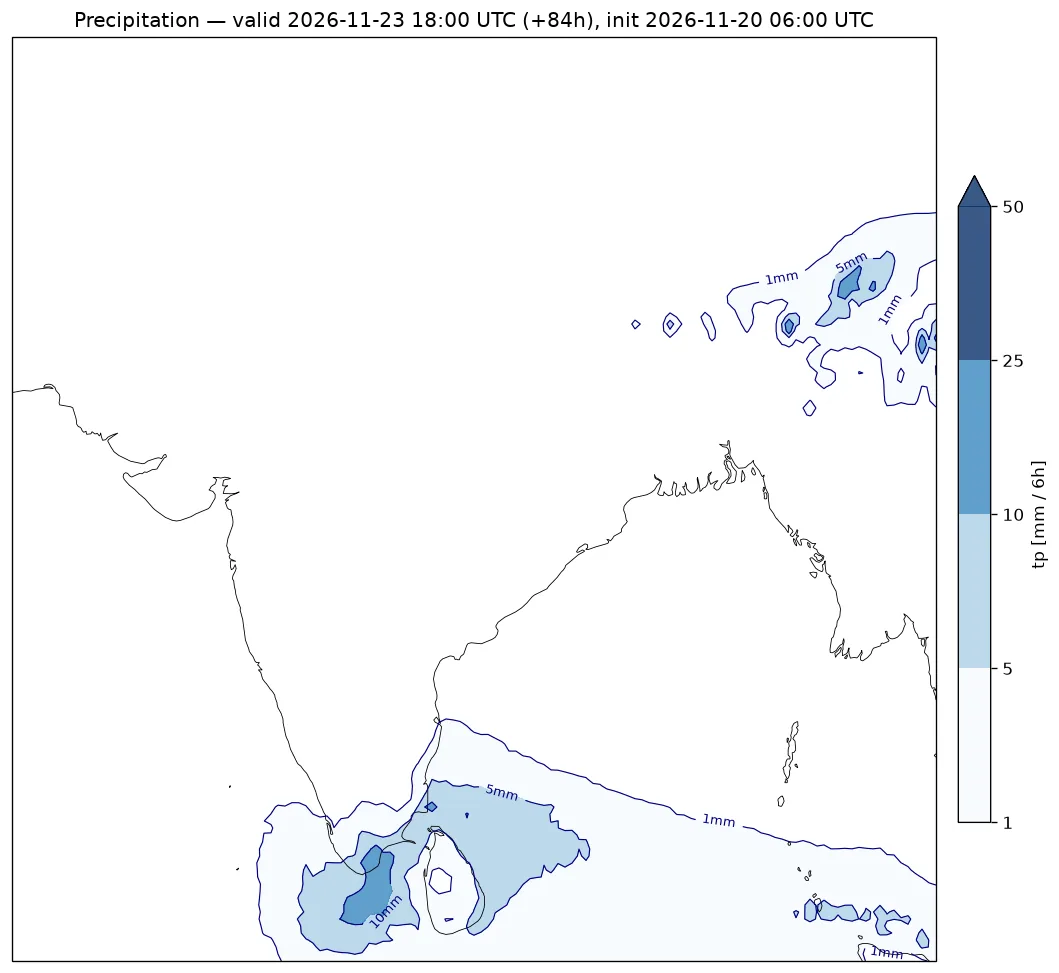 Precipitation — valid 2026-11-23 18:00 UTC (+84h), init 2026-11-20 06:00 UTC
50
5mm
1mm
1mm
25
10
tp [mm / 6h]
5
5mm
1mm
1
10mm
1mm